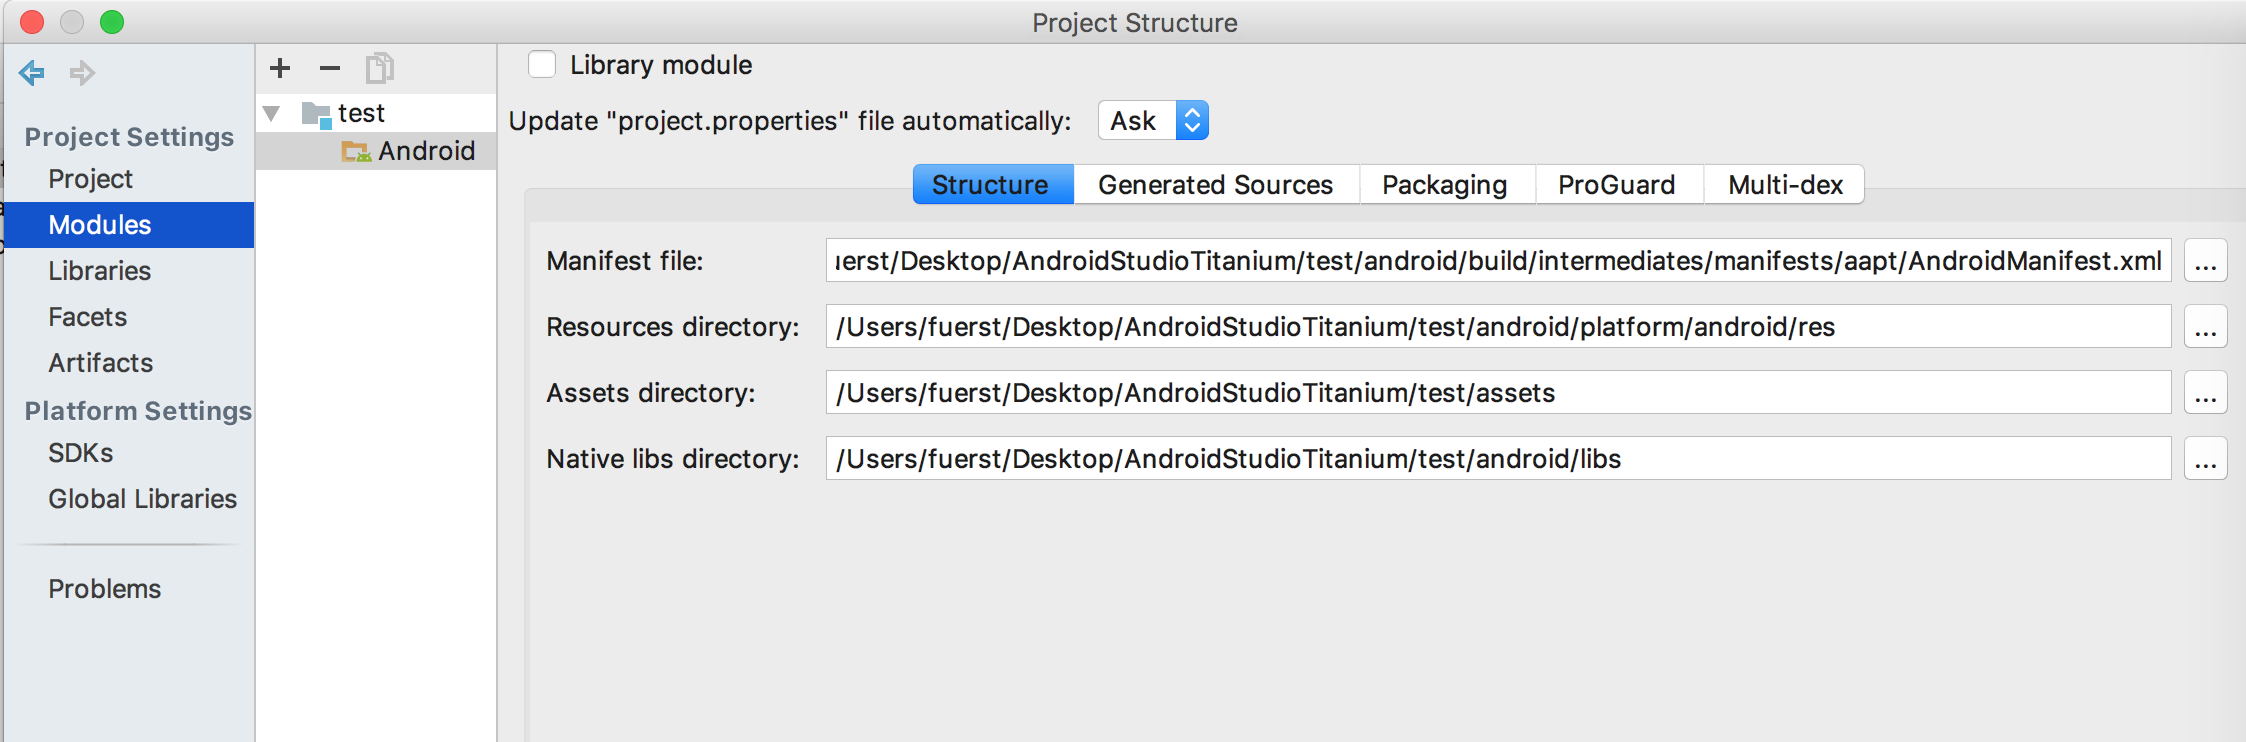 Project Structure
Project Settings
Project
Modules
Libraries
Facets
Artifacts
Platform Settings
SDKs
Global Libraries
Problems
test
Android
Library module
Update "project.properties" file automatically: Ask
Structure Generated Sources Packaging ProGuard Multi-dex
Manifest file: uerst/Desktop/AndroidStudioTitanium/test/android/build/intermediates/manifests/aapt/AndroidManifest.xml ...
Resources directory: /Users/fuerst/Desktop/AndroidStudioTitanium/test/android/platform/android/res ...
Assets directory: /Users/fuerst/Desktop/AndroidStudioTitanium/test/assets ...
Native libs directory: /Users/fuerst/Desktop/AndroidStudioTitanium/test/android/libs ...